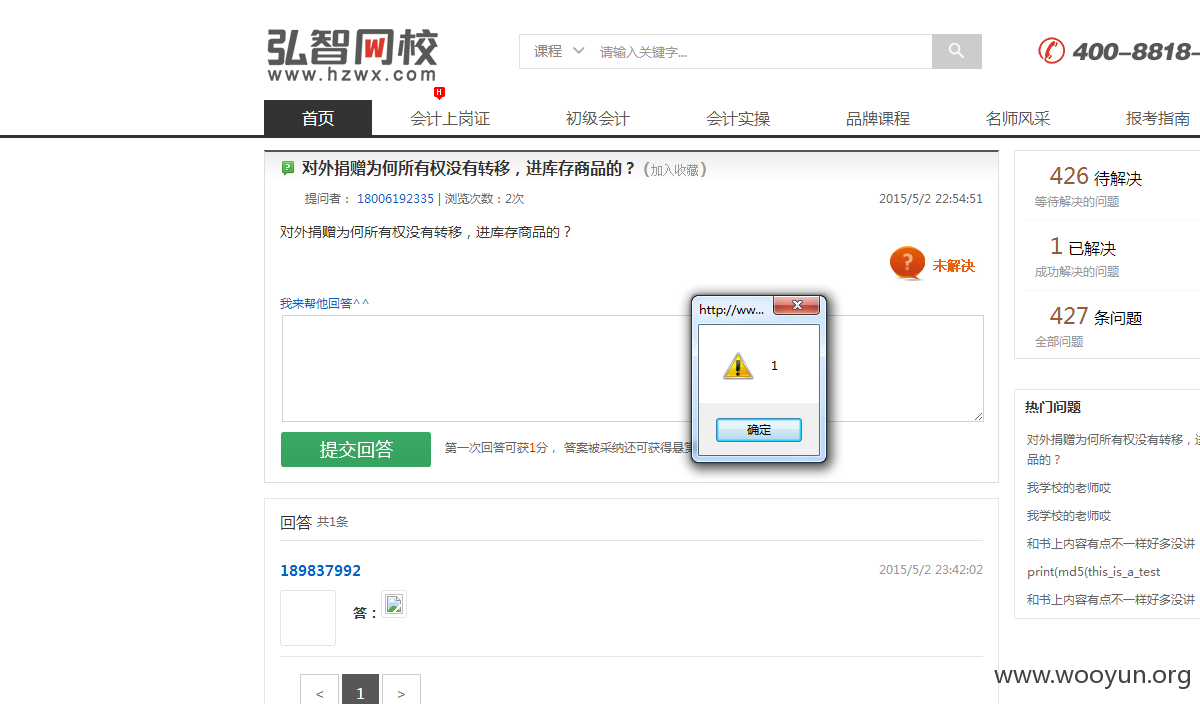 弘智网校
www.hzwx.com
课程 请输入关键字...
400-8818-
H
首页 会计上岗证 初级会计 会计实操 品牌课程 名师风采 报考指南
? 对外捐赠为何所有权没有转移，进库存商品的？ (加入收藏)
提问者： 18006192335 | 浏览次数：2次 2015/5/2 22:54:51
对外捐赠为何所有权没有转移，进库存商品的？
? 未解决
我来帮他回答^^
提交回答 第一次回答可获1分， 答案被采纳还可获得悬
http://ww...
1
确定
回答 共1条
189837992 2015/5/2 23:42:02
答：
< 1 >
426 待解决
等待解决的问题
1 已解决
成功解决的问题
427 条问题
全部问题
热门问题
对外捐赠为何所有权没有转移，进
品的？
我学校的老师哎
我学校的老师哎
和书上内容有点不一样好多没讲
print(md5(this_is_a_test
和书上内容有点不一样好多没讲
www.wooyun.org